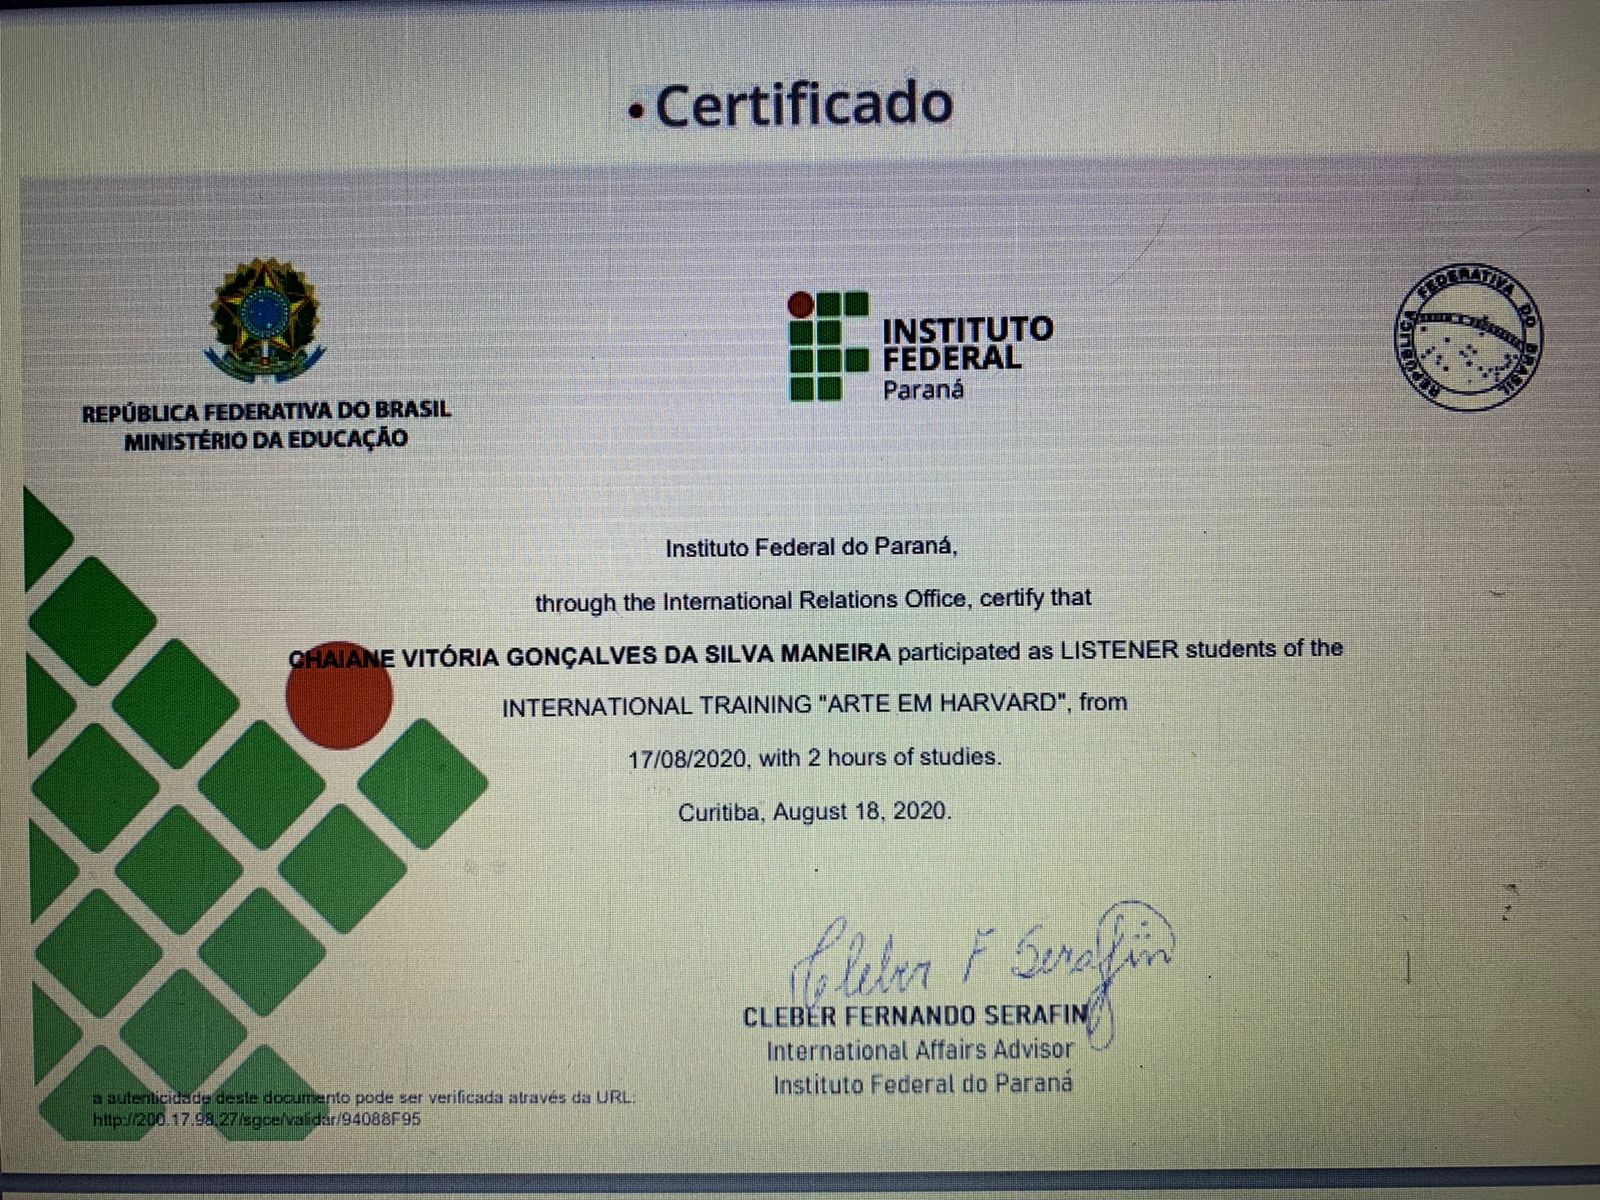 • Certificado
REPÚBLICA FEDERATIVA DO BRASIL
MINISTÉRIO DA EDUCAÇÃO
INSTITUTO
FEDERAL
Paraná
REPÚBLICA FEDERATIVA DO BRASIL
Instituto Federal do Paraná,
through the International Relations Office, certify that
CHAIANE VITÓRIA GONÇALVES DA SILVA MANEIRA participated as LISTENER students of the
INTERNATIONAL TRAINING "ARTE EM HARVARD", from
17/08/2020, with 2 hours of studies.
Curitiba, August 18, 2020.
Cleber F Serafin
CLEBER FERNANDO SERAFIN
International Affairs Advisor
Instituto Federal do Paraná
a autenticidade deste documento pode ser verificada através da URL:
http://200.17.98.27/sgce/validar/94088F95